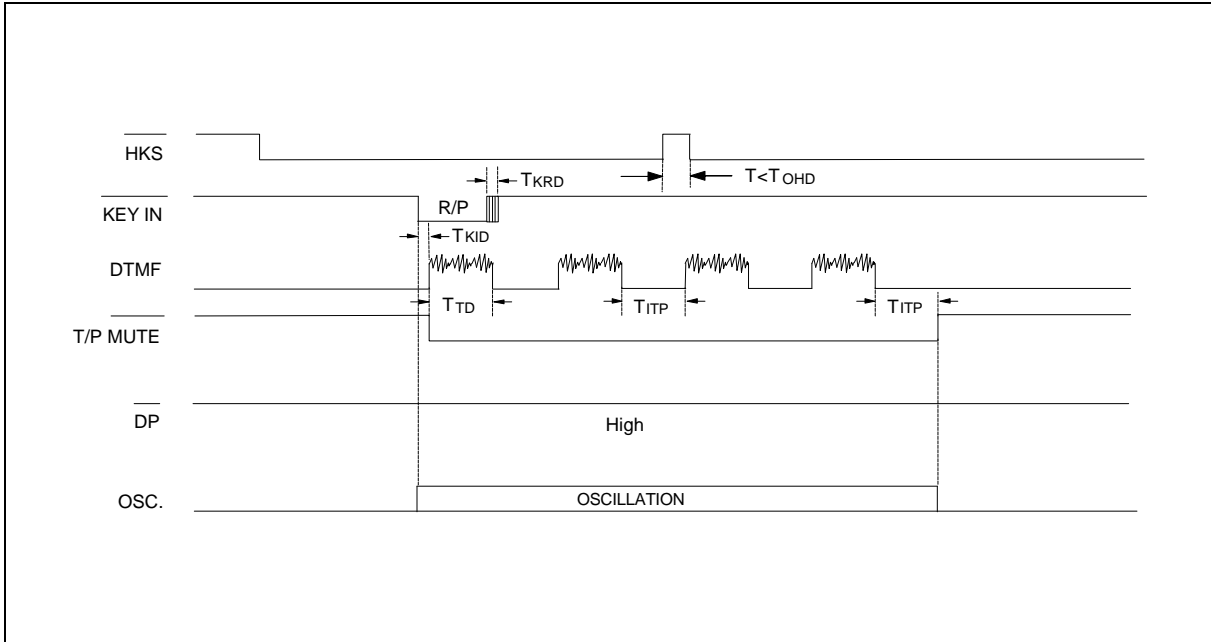 HKS
TKRD
T<TOHD
KEY IN
R/P
TKID
DTMF
TTD
TITP
TITP
T/P MUTE
DP
High
OSC.
OSCILLATION